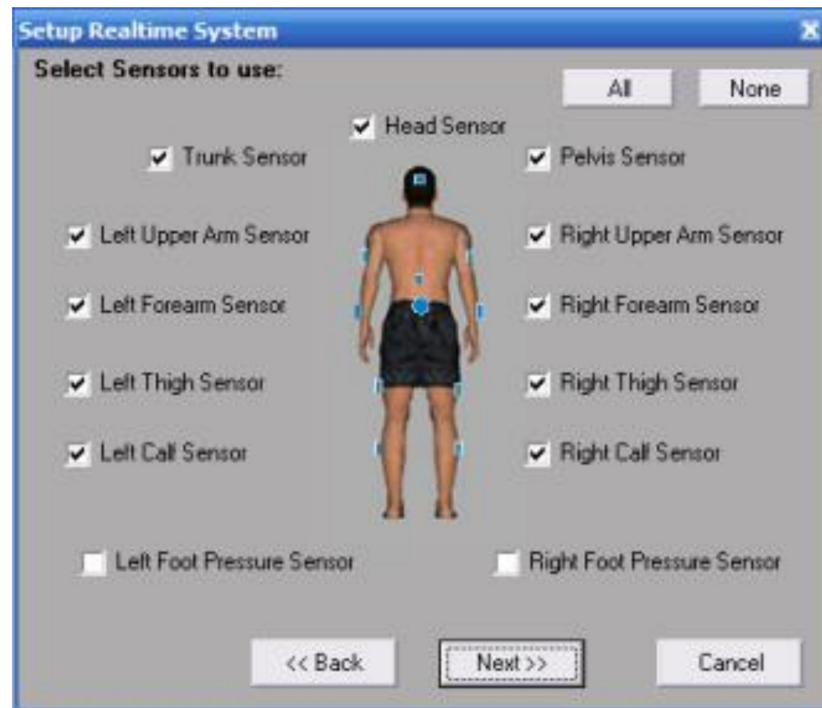 Setup Realtime System
Select Sensors to use:
All None
Head Sensor
Trunk Sensor Pelvis Sensor
Left Upper Arm Sensor Right Upper Arm Sensor
Left Forearm Sensor Right Forearm Sensor
Left Thigh Sensor Right Thigh Sensor
Left Calf Sensor Right Calf Sensor
Left Foot Pressure Sensor Right Foot Pressure Sensor
<< Back Next >> Cancel